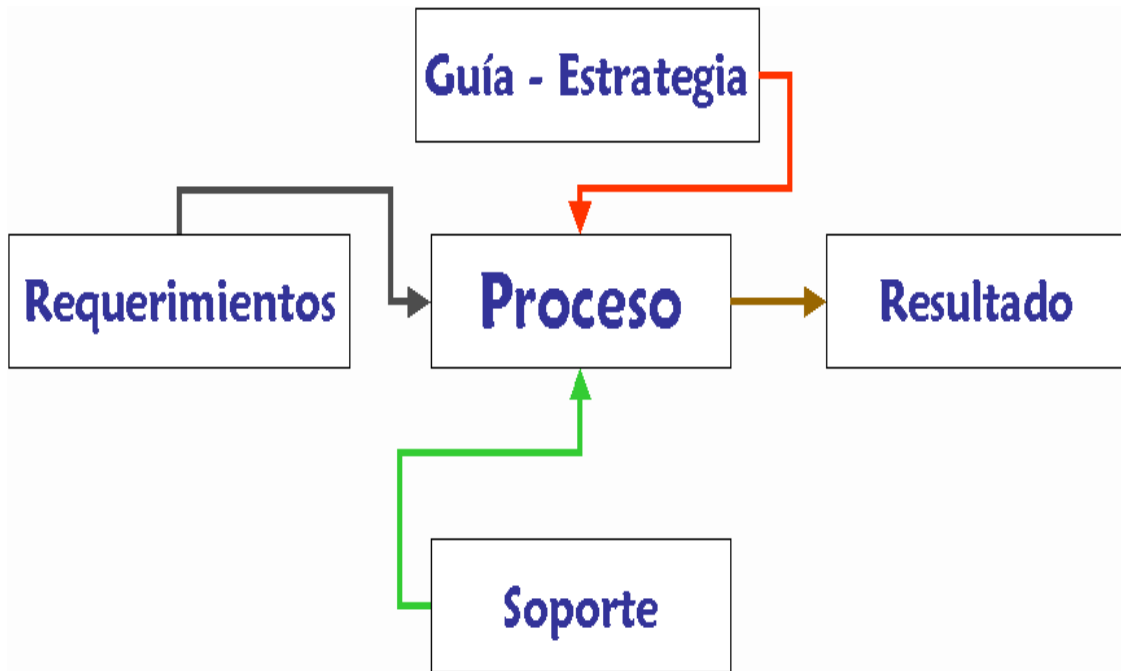 Guía - Estrategia
Requerimientos
Proceso
Resultado
Soporte